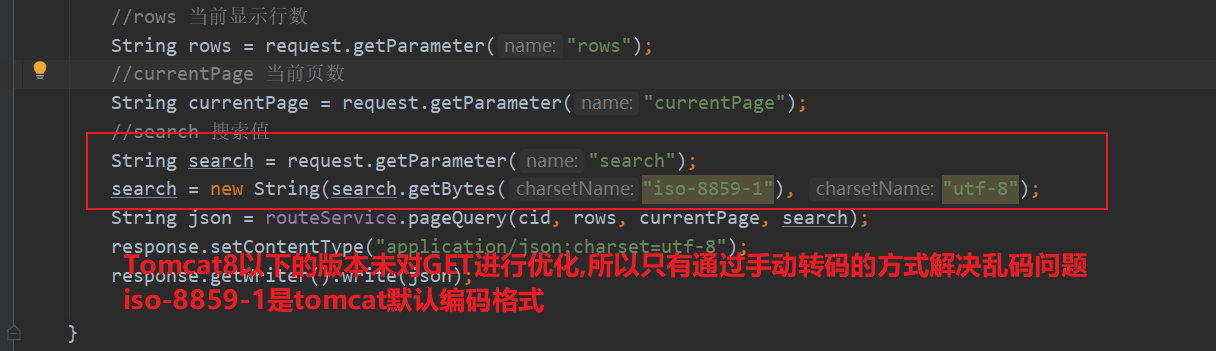 //rows 当前显示行数
String rows = request.getParameter( name: "rows");
//currentPage 当前页数
String currentPage = request.getParameter( name: "currentPage");
//search 搜索值
String search = request.getParameter( name: "search");
search = new String(search.getBytes( charsetName: "iso-8859-1"), charsetName: "utf-8");
String json = routeService.pageQuery(cid, rows, currentPage, search);
response.setContentType("application/json;charset=utf-8");
Tomcat8以下的版本未对GET进行优化,所以只有通过手动转码的方式解决乱码问题
response.getWriter().write(json);
iso-8859-1是tomcat默认编码格式
}